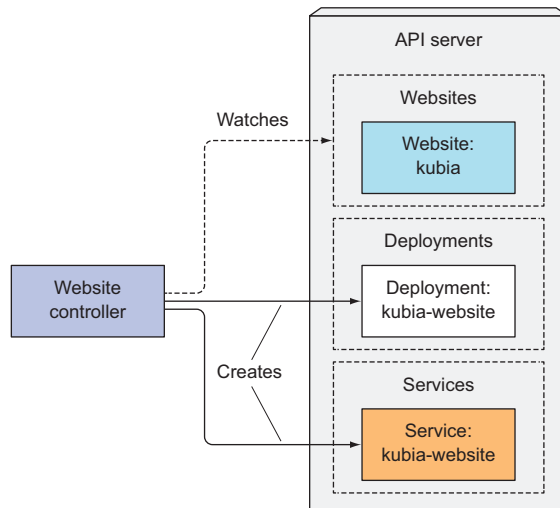 API server
Websites
Watches
Website:
kubia
Deployments
Website
controller
Deployment:
kubia-website
Creates
Services
Service:
kubia-website